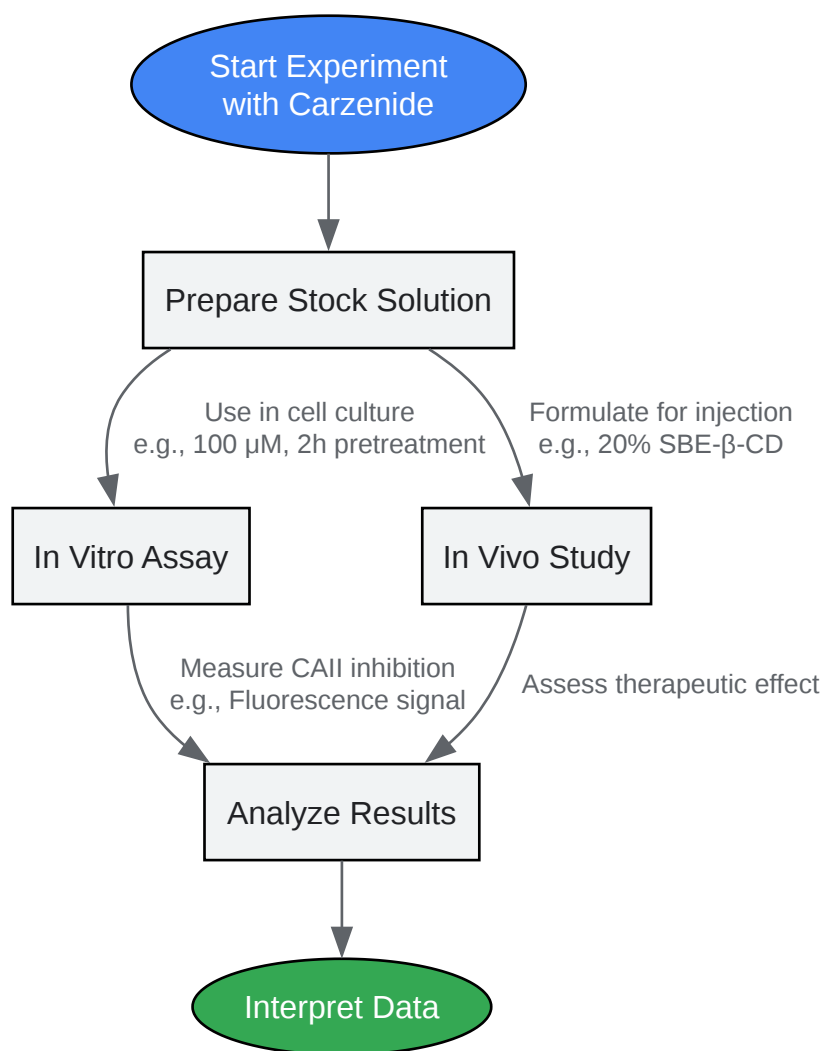 Start Experiment
with Carzenide
Prepare Stock Solution
Use in cell culture
e.g., 100 μM, 2h pretreatment
Formulate for injection
e.g., 20% SBE-β-CD
In Vitro Assay
In Vivo Study
Measure CAII inhibition
e.g., Fluorescence signal
Assess therapeutic effect
Analyze Results
Interpret Data